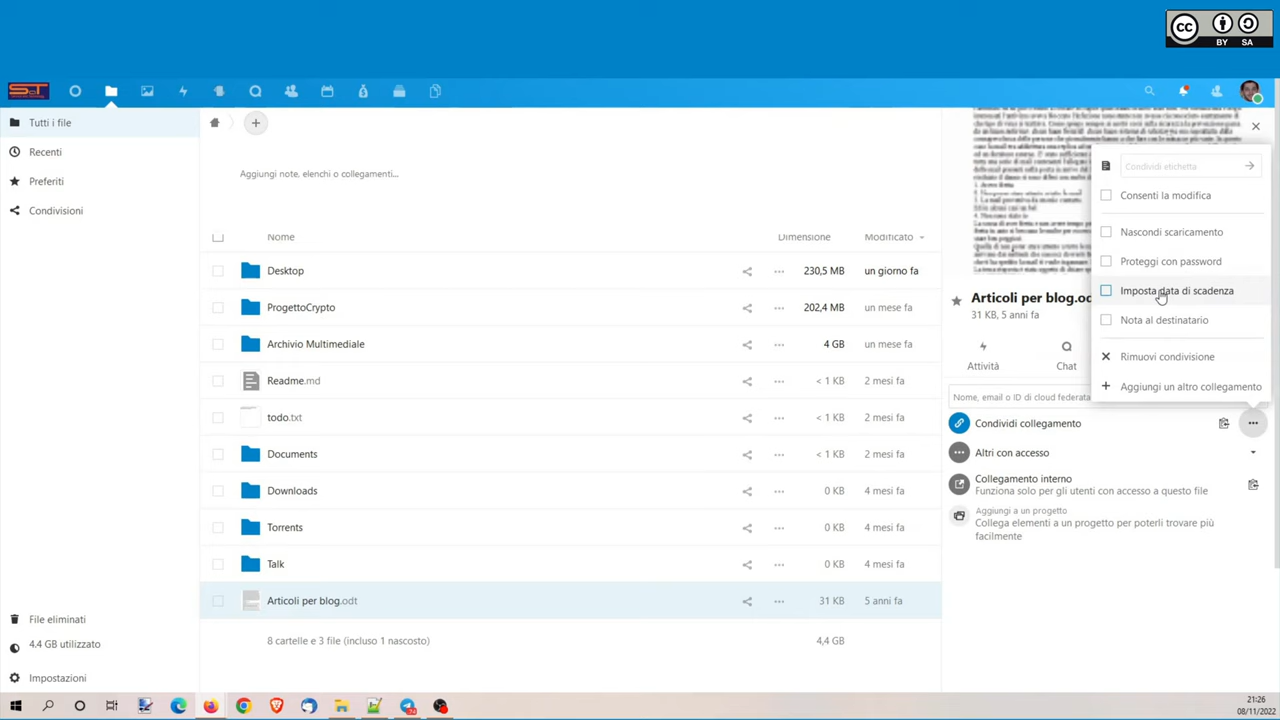 cc
BY SA
S&T
Tutti i file
Recenti
Preferiti
Condivisioni
File eliminati
4.4 GB utilizzato
Impostazioni
Aggiungi note, elenchi o collegamenti...
Nome Dimensione Modificato
Desktop 230,5 MB un giorno fa
ProgettoCrypto 202,4 MB un mese fa
Archivio Multimediale 4 GB un mese fa
Readme.md < 1 KB 2 mesi fa
todo.txt < 1 KB 2 mesi fa
Documents < 1 KB 2 mesi fa
Downloads 0 KB 4 mesi fa
Torrents 0 KB 4 mesi fa
Talk 0 KB 4 mesi fa
Articoli per blog.odt 31 KB 5 anni fa
8 cartelle e 3 file (incluso 1 nascosto) 4,4 GB
Condividi etichetta
Consenti la modifica
Nascondi scaricamento
Proteggi con password
Imposta data di scadenza
Nota al destinatario
Rimuovi condivisione
Aggiungi un altro collegamento
Articoli per blog.o
31 KB, 5 anni fa
Attività Chat
Nome, email o ID di cloud federata
Condividi collegamento
Altri con accesso
Collegamento interno
Funziona solo per gli utenti con accesso a questo file
Aggiungi a un progetto
Collega elementi a un progetto per poterli trovare più
facilmente
21:26
08/11/2022